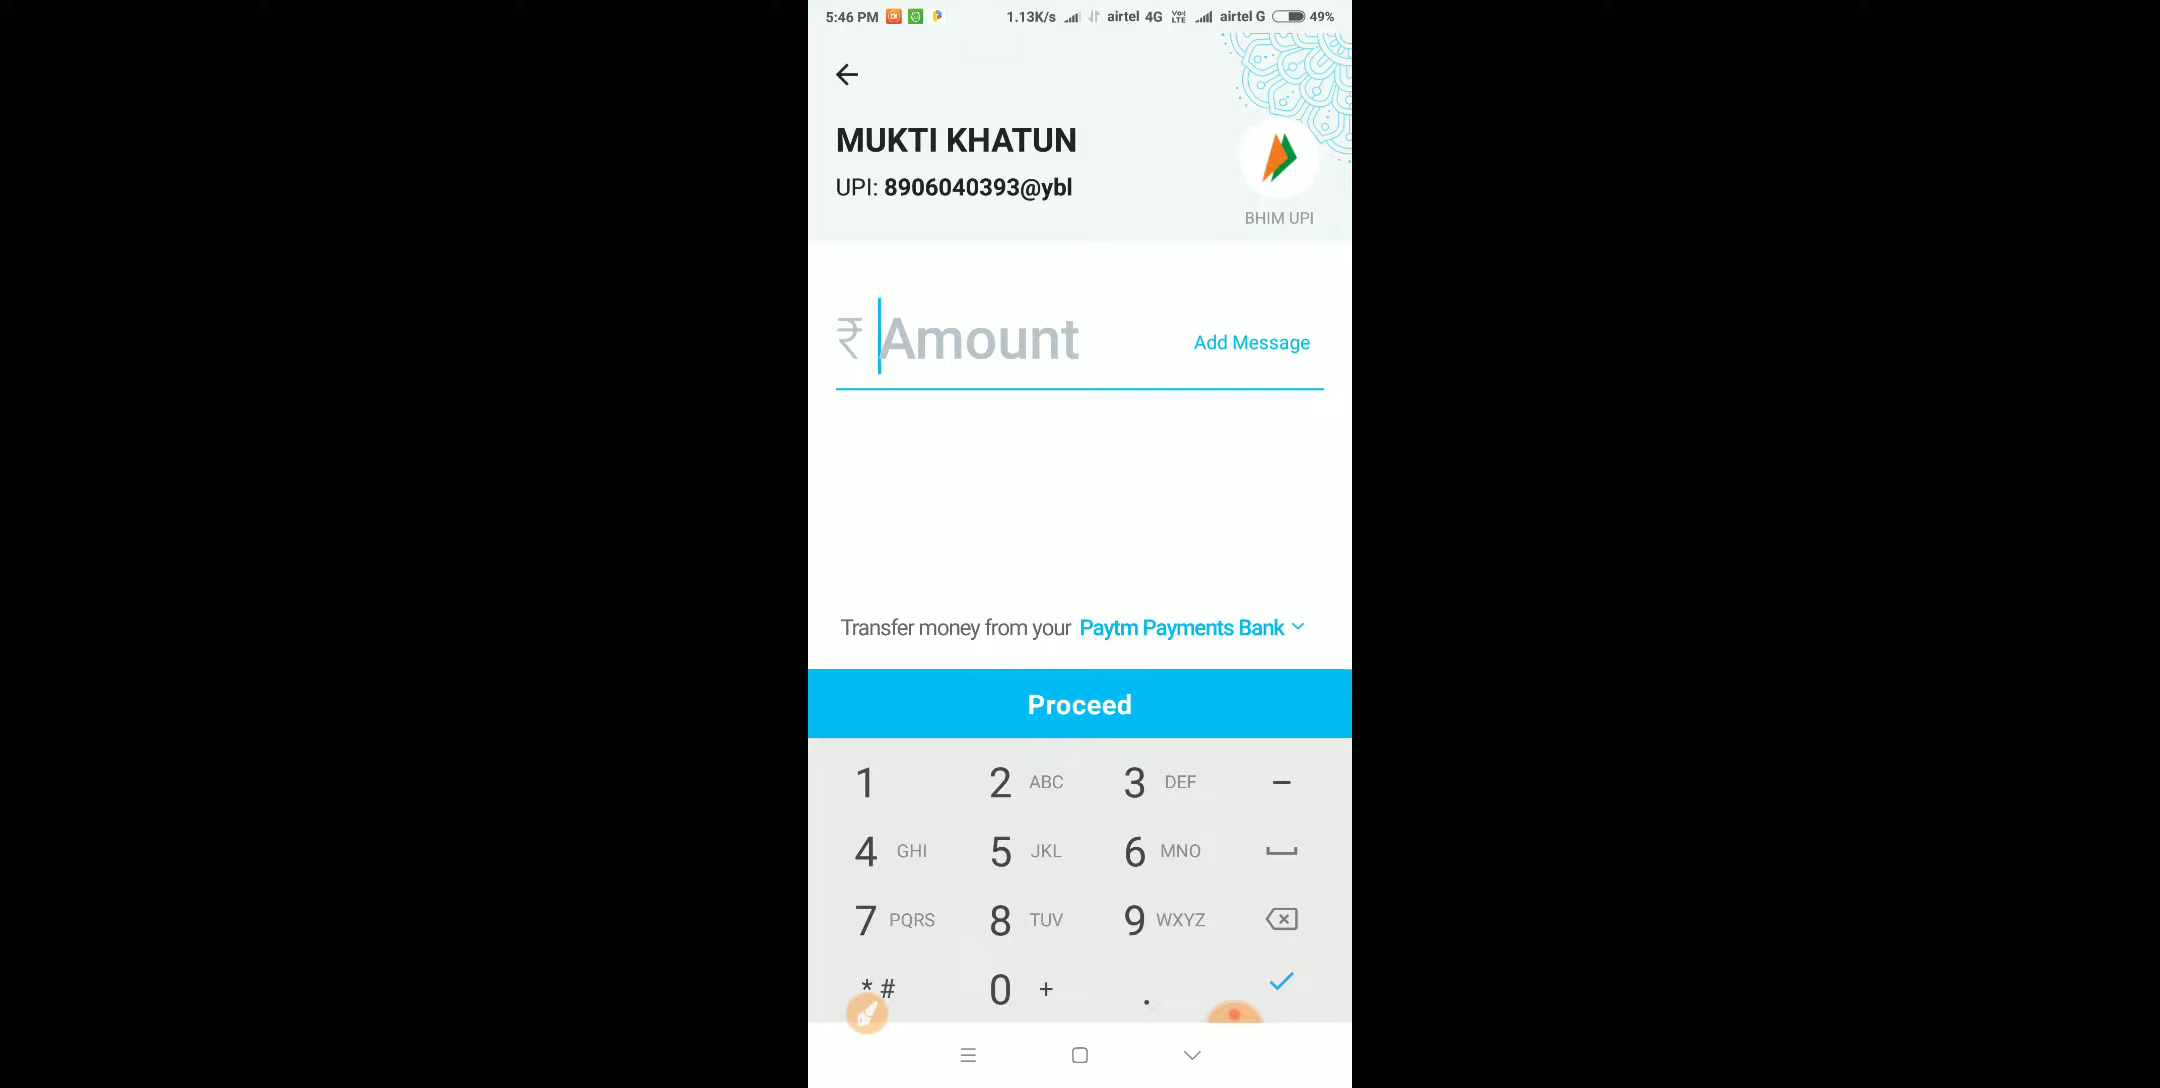 5:46 PM 1.13K/s airtel 4G Vo LTE airtel G 49%
MUKTI KHATUN
UPI: 8906040393@ybl
BHIM UPI
₹ Amount Add Message
Transfer money from your Paytm Payments Bank
Proceed
1 2 ABC 3 DEF -
4 GHI 5 JKL 6 MNO
7 PQRS 8 TUV 9 WXYZ
* # 0 + .